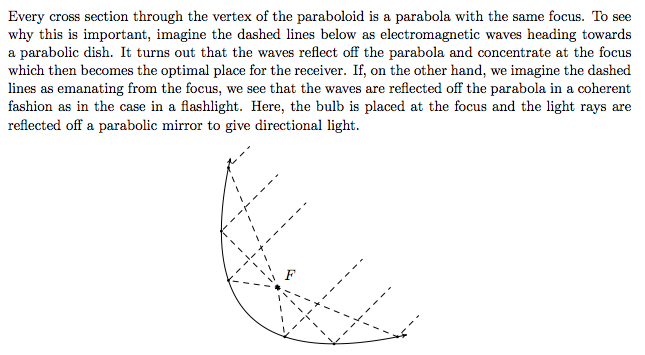 Every cross section through the vertex of the paraboloid is a parabola with the same focus. To see
why this is important, imagine the dashed lines below as electromagnetic waves heading towards
a parabolic dish. It turns out that the waves reflect off the parabola and concentrate at the focus
which then becomes the optimal place for the receiver. If, on the other hand, we imagine the dashed
lines as emanating from the focus, we see that the waves are reflected off the parabola in a coherent
fashion as in the case in a flashlight. Here, the bulb is placed at the focus and the light rays are
reflected off a parabolic mirror to give directional light.
F